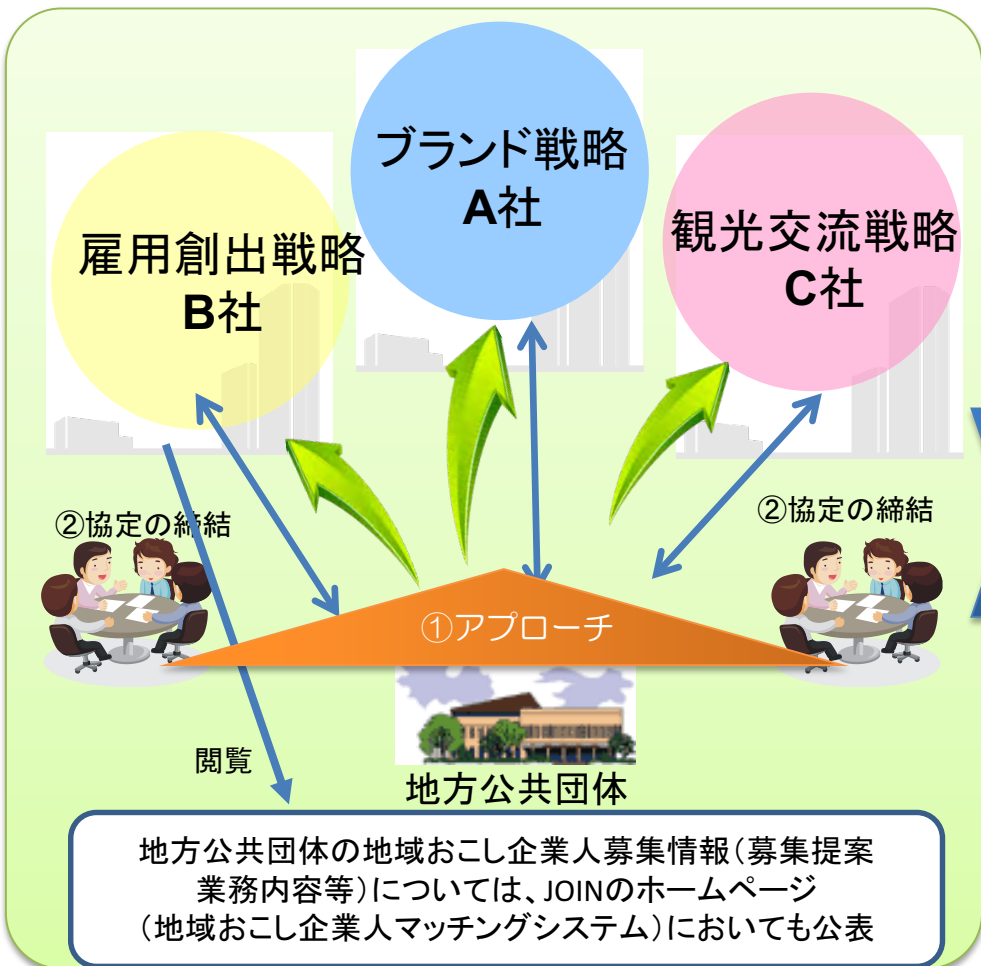 ブランド戦略
A社
雇用創出戦略
B社
観光交流戦略
C社
②協定の締結
②協定の締結
①アプローチ
閲覧
地方公共団体
地方公共団体の地域おこし企業人募集情報(募集提案
業務内容等)については、JOINのホームページ
(地域おこし企業人マッチングシステム)においても公表